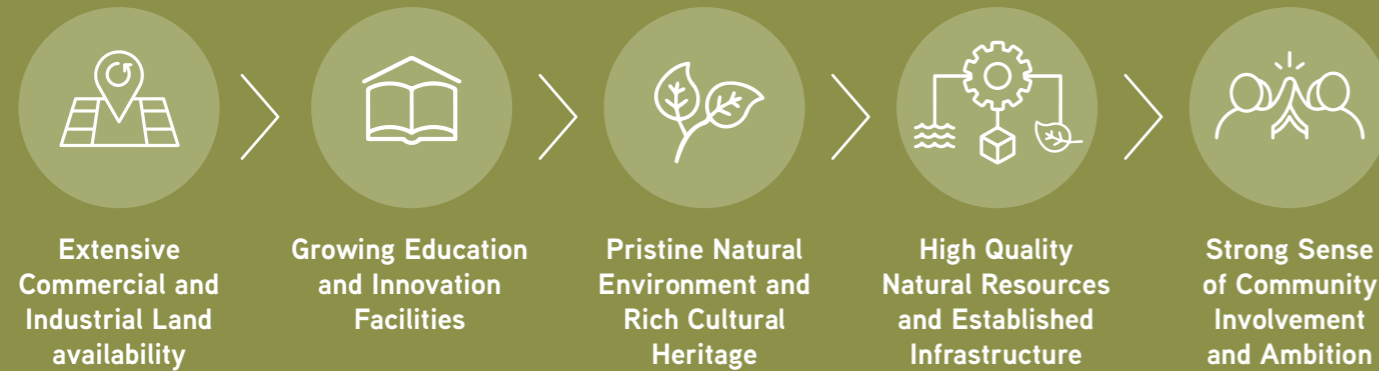 Extensive
Commercial and
Industrial Land
availability
Growing Education
and Innovation
Facilities
Pristine Natural
Environment and
Rich Cultural
Heritage
High Quality
Natural Resources
and Established
Infrastructure
Strong Sense
of Community
Involvement
and Ambition